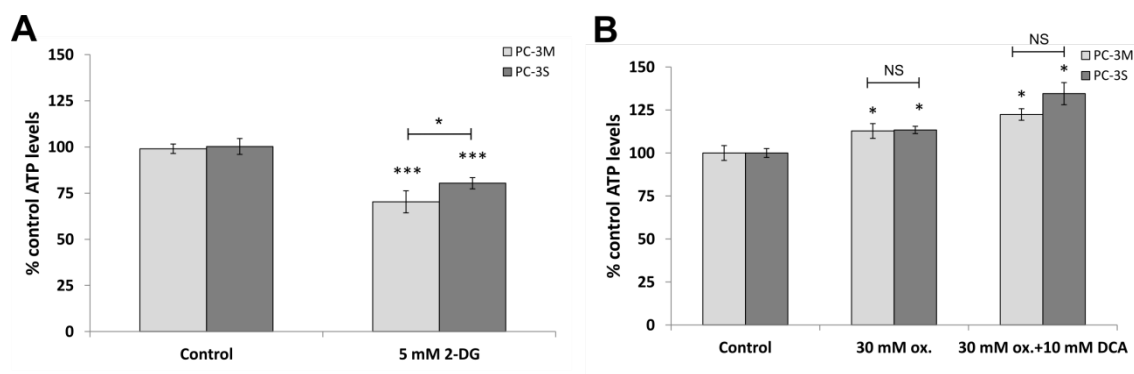 A
% control ATP levels
150
125
100
75
50
25
0
PC-3M
PC-3S
*
***
***
Control
5 mM 2-DG
B
% control ATP levels
150
125
100
75
50
25
0
NS
PC-3M
PC-3S
NS
*
*
*
*
Control
30 mM ox.
30 mM ox.+10 mM DCA